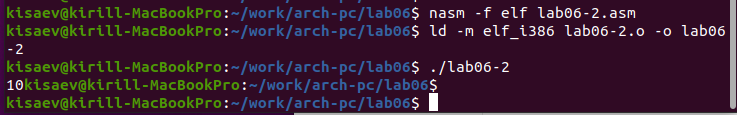 kisaev@kirill-MacBookPro:~/work/arch-pc/lab06$ nasm -f elf lab06-2.asm
kisaev@kirill-MacBookPro:~/work/arch-pc/lab06$ ld -m elf_i386 lab06-2.o -o lab06
-2
kisaev@kirill-MacBookPro:~/work/arch-pc/lab06$ ./lab06-2
10kisaev@kirill-MacBookPro:~/work/arch-pc/lab06$
kisaev@kirill-MacBookPro:~/work/arch-pc/lab06$